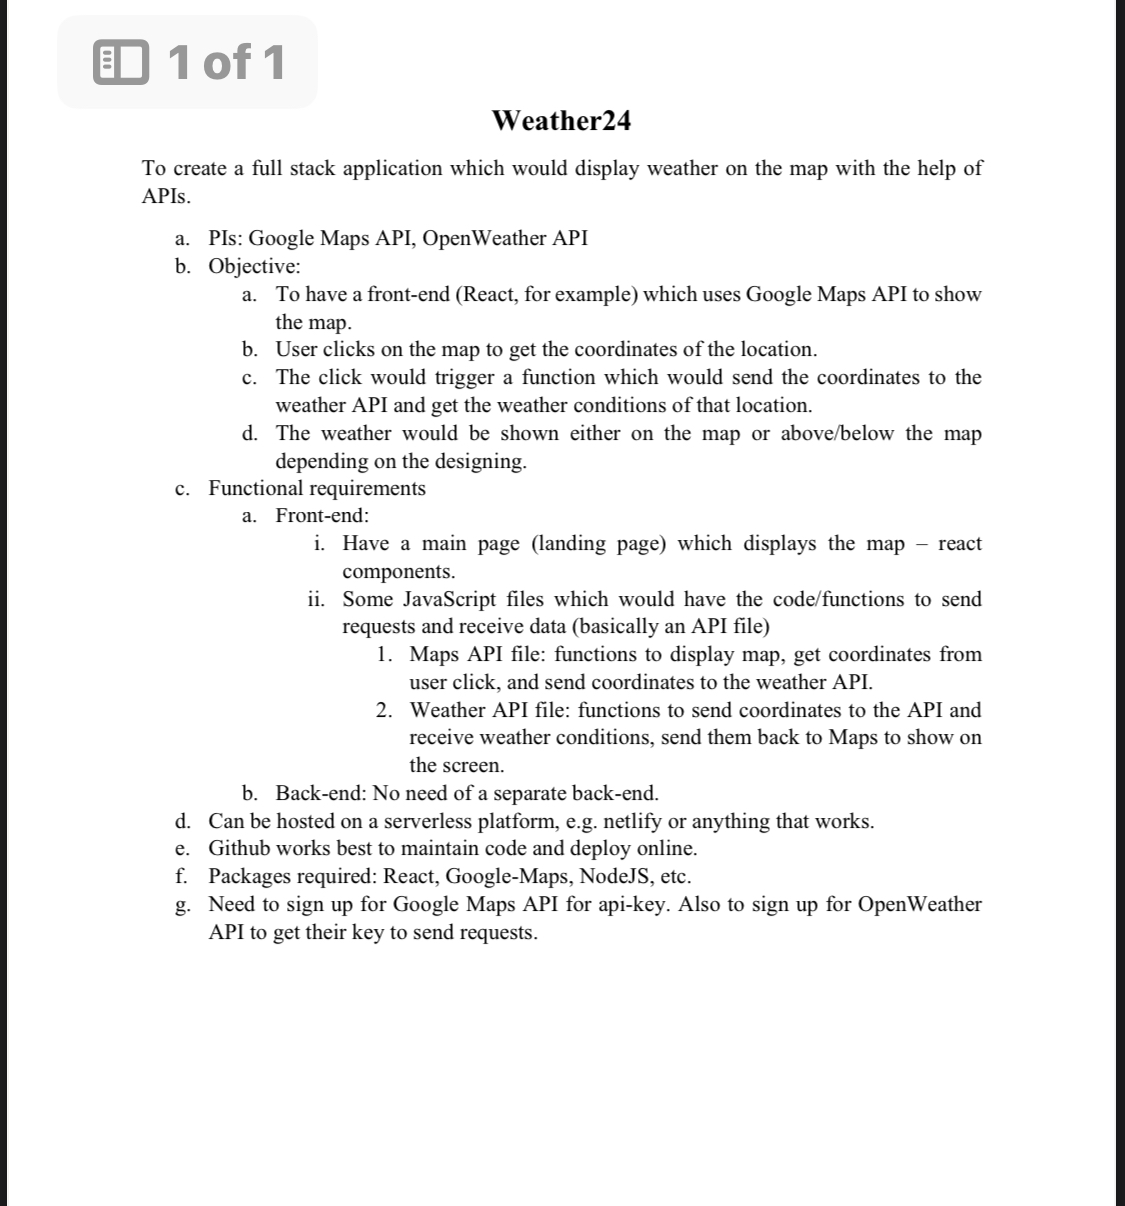 1 of 1
Weather24
To create a full stack application which would display weather on the map with the help of
APIs.
a. PIs: Google Maps API, OpenWeather API
b. Objective:
a. To have a front-end (React, for example) which uses Google Maps API to show
the map.
b. User clicks on the map to get the coordinates of the location.
c. The click would trigger a function which would send the coordinates to the
weather API and get the weather conditions of that location.
d. The weather would be shown either on the map or above/below the map
depending on the designing.
c. Functional requirements
a. Front-end:
i. Have a main page (landing page) which displays the map – react
components.
ii. Some JavaScript files which would have the code/functions to send
requests and receive data (basically an API file)
1. Maps API file: functions to display map, get coordinates from
user click, and send coordinates to the weather API.
2. Weather API file: functions to send coordinates to the API and
receive weather conditions, send them back to Maps to show on
the screen.
b. Back-end: No need of a separate back-end.
d. Can be hosted on a serverless platform, e.g. netlify or anything that works.
e. Github works best to maintain code and deploy online.
f. Packages required: React, Google-Maps, NodeJS, etc.
g. Need to sign up for Google Maps API for api-key. Also to sign up for OpenWeather
API to get their key to send requests.